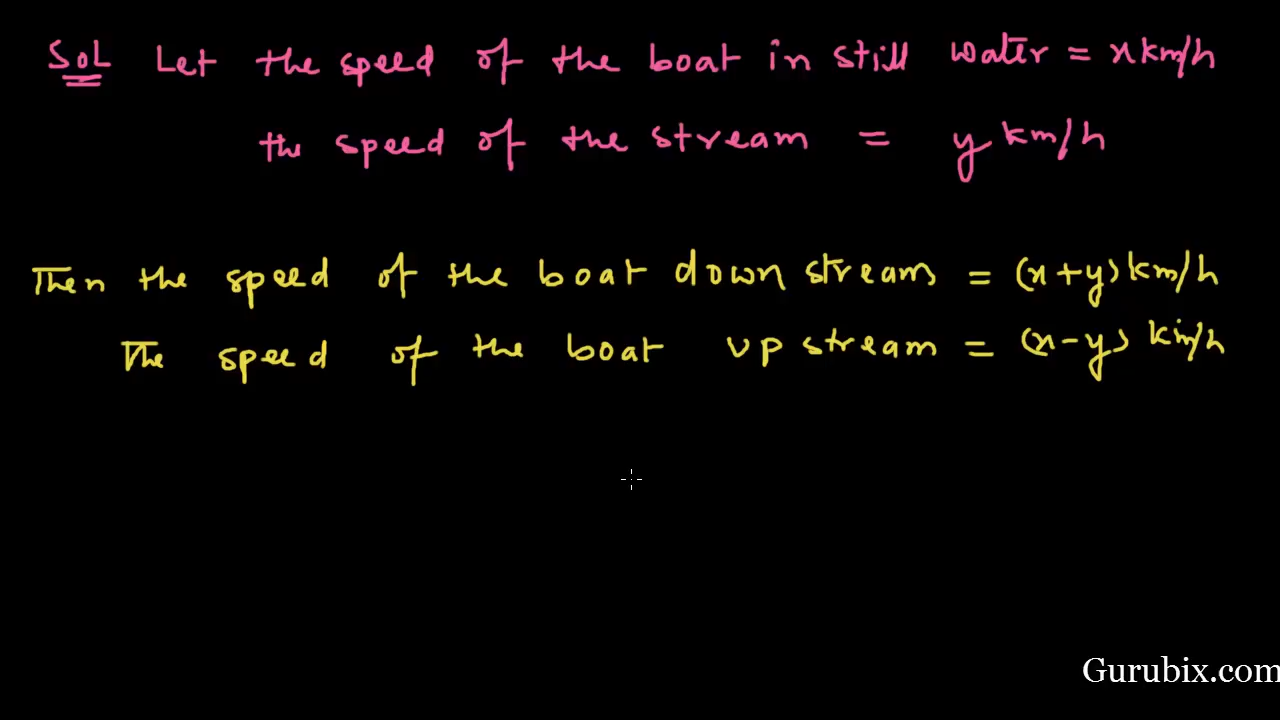 Sol Let the speed of the boat in still water = x km/h
the speed of the stream = y km/h
Then the speed of the boat down stream = (x+y) km/h
The speed of the boat up stream = (x-y) km/h
Gurubix.com